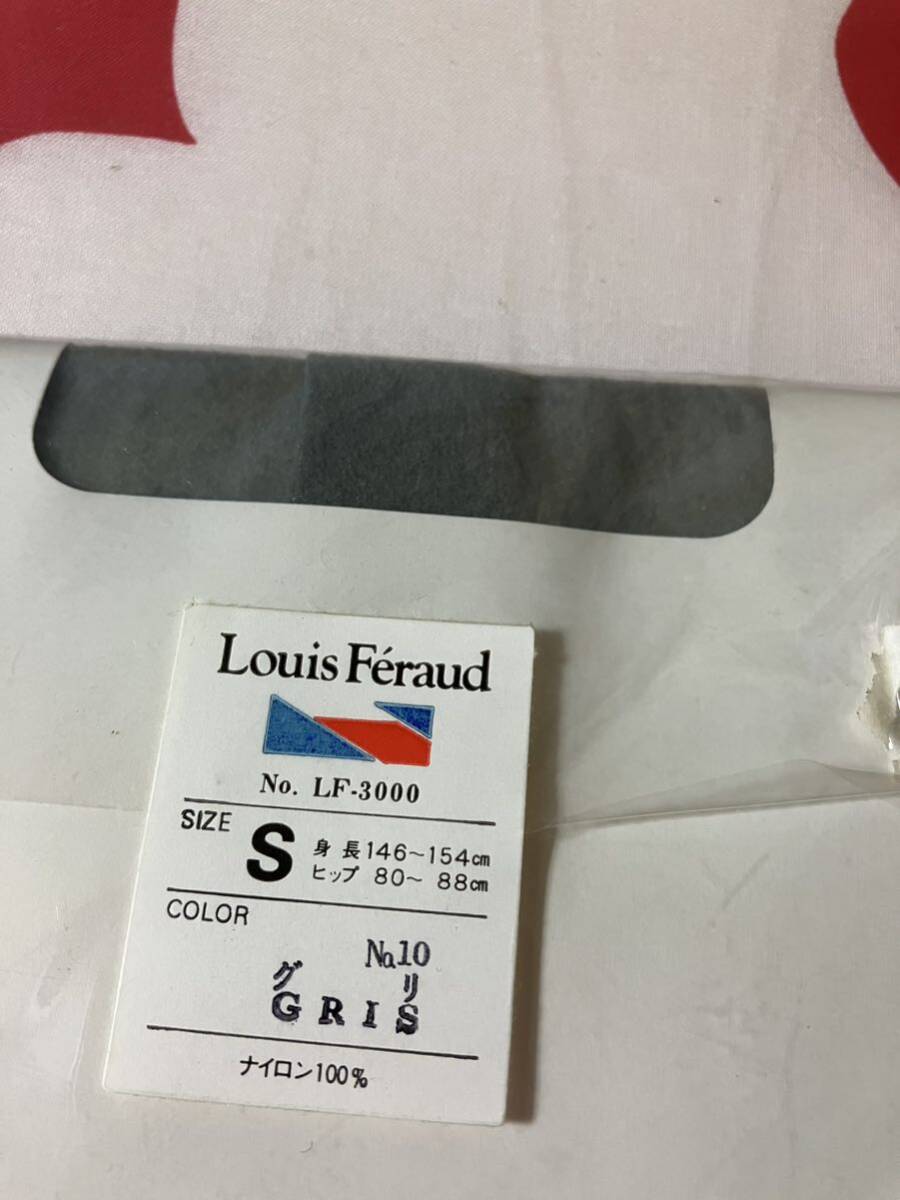 Louis Féraud
No. LF-3000
SIZE S 身長146~154cm
ヒップ 80~ 88cm
COLOR
No.10
グリ
GRIS
ナイロン100%